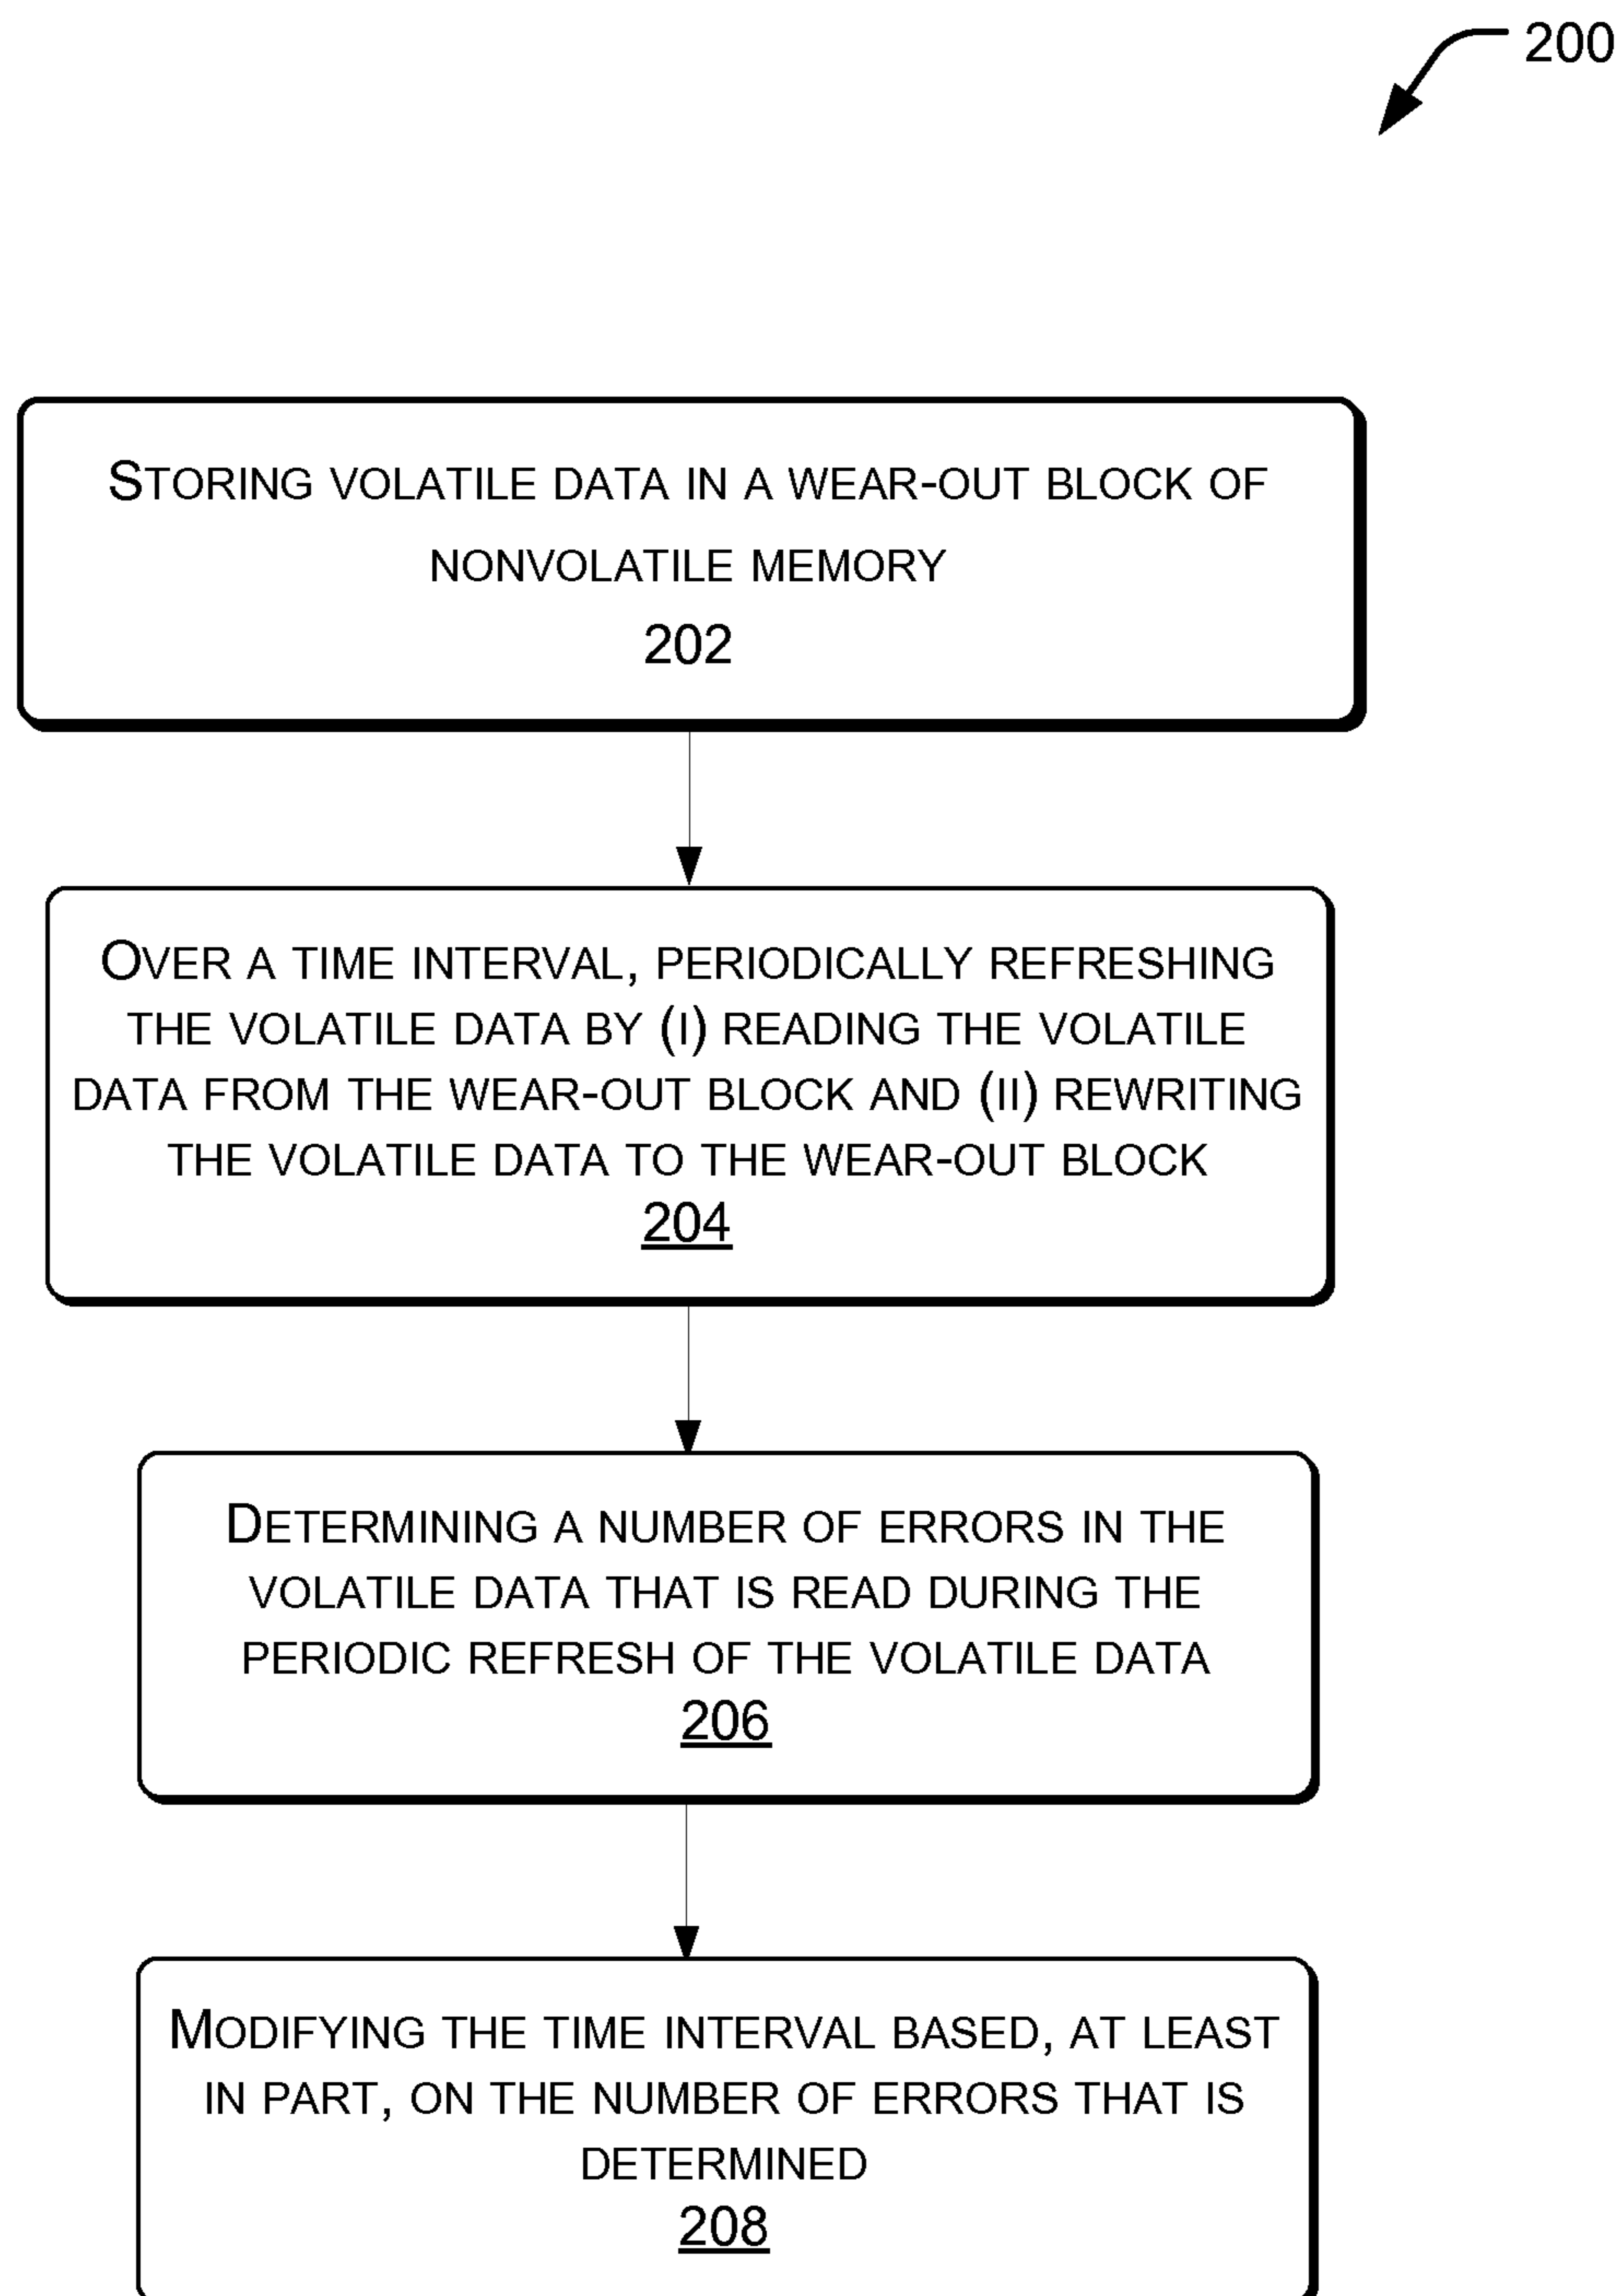 200
STORING VOLATILE DATA IN A WEAR-OUT BLOCK OF
NONVOLATILE MEMORY
202
OVER A TIME INTERVAL, PERIODICALLY REFRESHING
THE VOLATILE DATA BY (I) READING THE VOLATILE
DATA FROM THE WEAR-OUT BLOCK AND (II) REWRITING
THE VOLATILE DATA TO THE WEAR-OUT BLOCK
204
DETERMINING A NUMBER OF ERRORS IN THE
VOLATILE DATA THAT IS READ DURING THE
PERIODIC REFRESH OF THE VOLATILE DATA
206
MODIFYING THE TIME INTERVAL BASED, AT LEAST
IN PART, ON THE NUMBER OF ERRORS THAT IS
DETERMINED
208